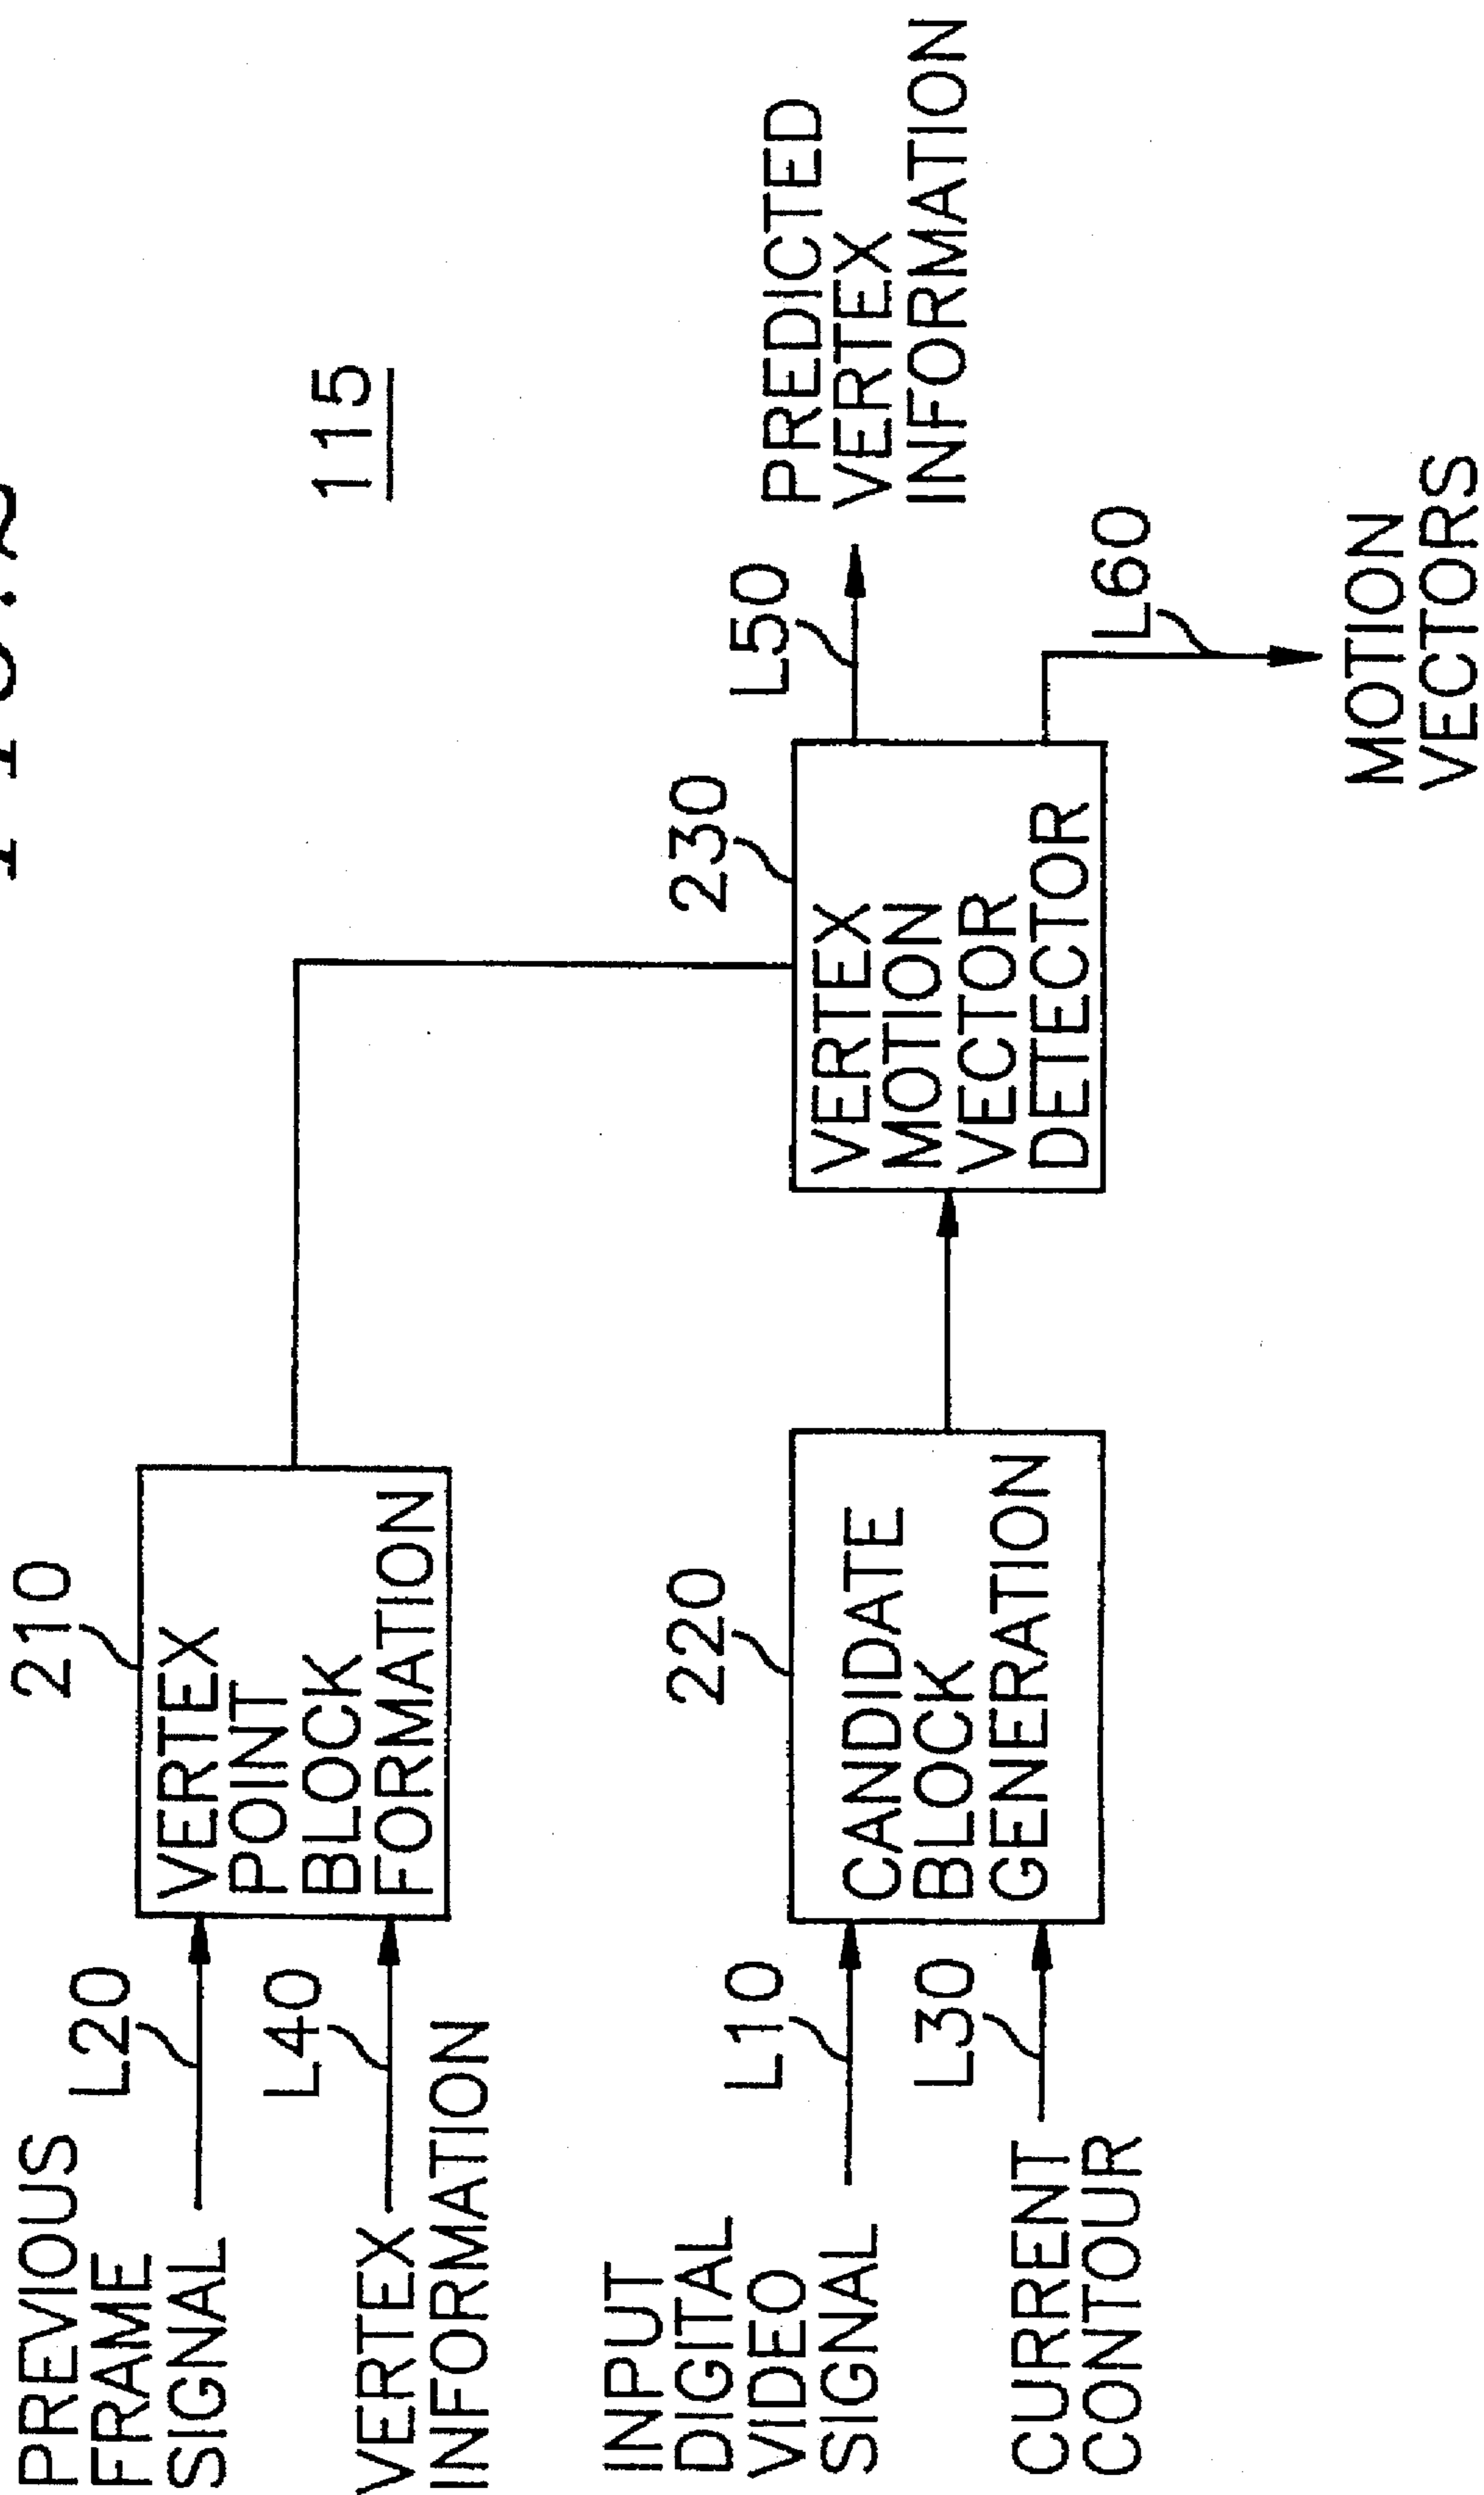 115
PREVIOUS
FRAME
SIGNAL
L20
210
VERTEX
POINT
BLOCK
FORMATION
VERTEX
INFORMATION
L40
INPUT
DIGITAL
VIDEO
SIGNAL
L10
220
CANDIDATE
BLOCK
GENERATION
CURRENT
CONTOUR
L30
230
VERTEX
MOTION
VECTOR
DETECTOR
L50
PREDICTED
VERTEX
INFORMATION
L60
MOTION
VECTORS